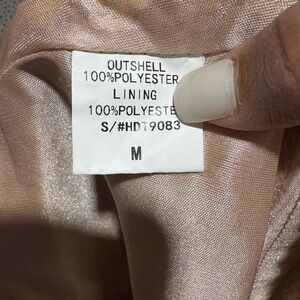 OUTSHELL
100%POLYESTER
LINING
100%POLYESTE
S/#HDT9083
M